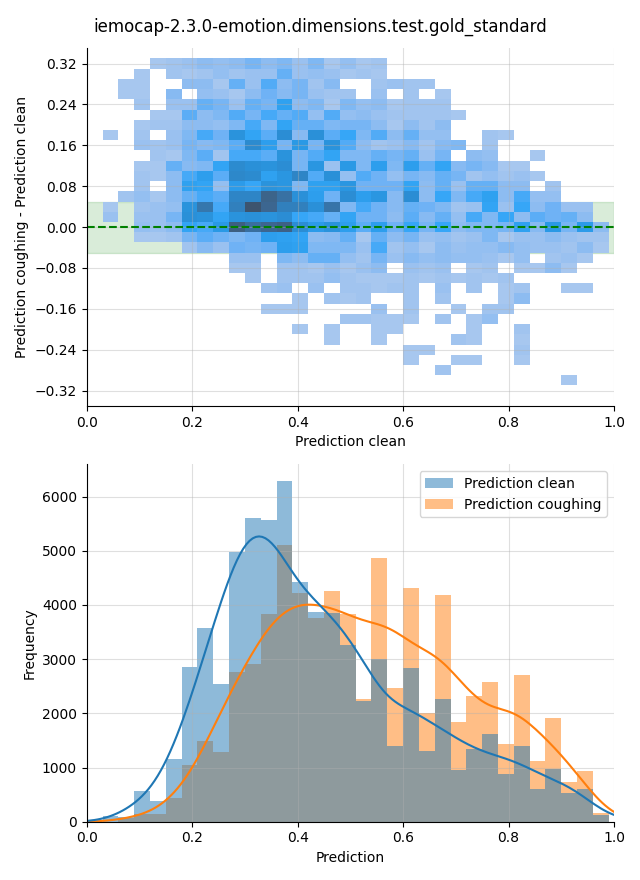 iemocap-2.3.0-emotion.dimensions.test.gold_standard
0.32
0.24
0.16
0.08
0.00
−0.08
−0.16
−0.24
−0.32
Prediction coughing - Prediction clean
0.0 0.2 0.4 0.6 0.8 1.0
Prediction clean
Prediction clean
Prediction coughing
6000
5000
4000
3000
2000
1000
0
Frequency
0.0 0.2 0.4 0.6 0.8 1.0
Prediction